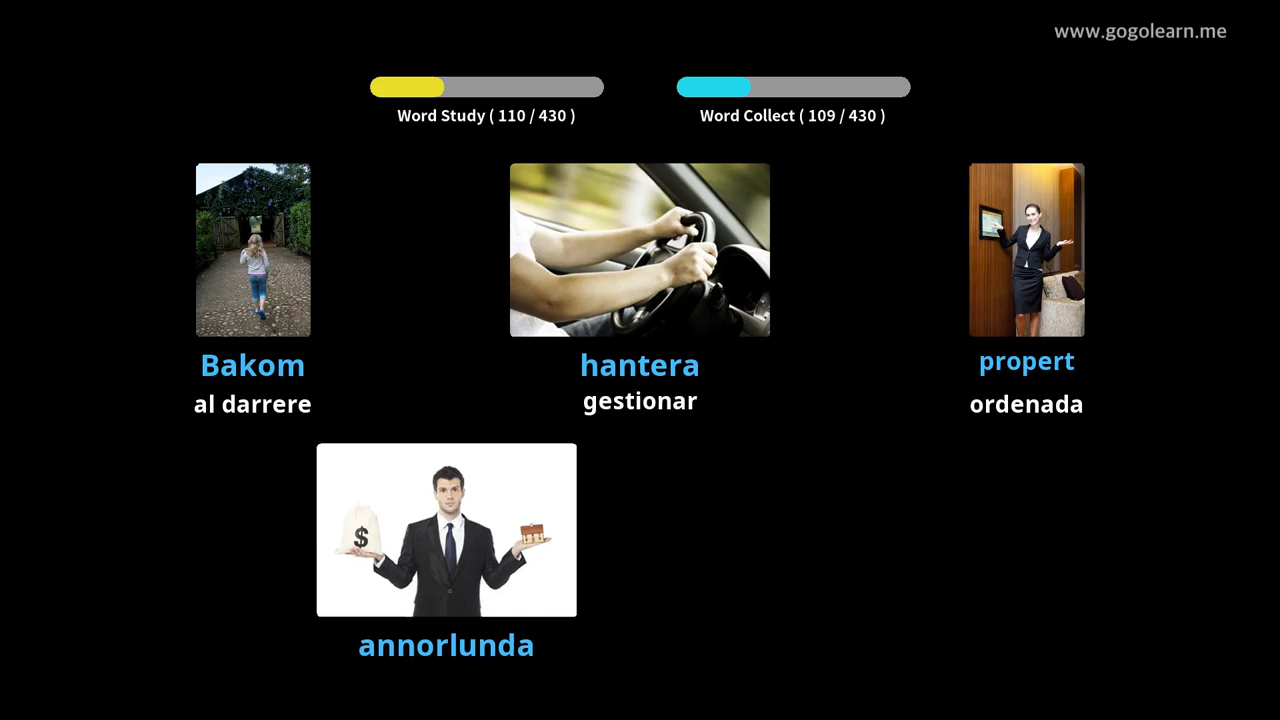 www.gogolearn.me
Word Study ( 110 / 430 )
Word Collect ( 109 / 430 )
Bakom
hantera
propert
al darrere
gestionar
ordenada
$
annorlunda